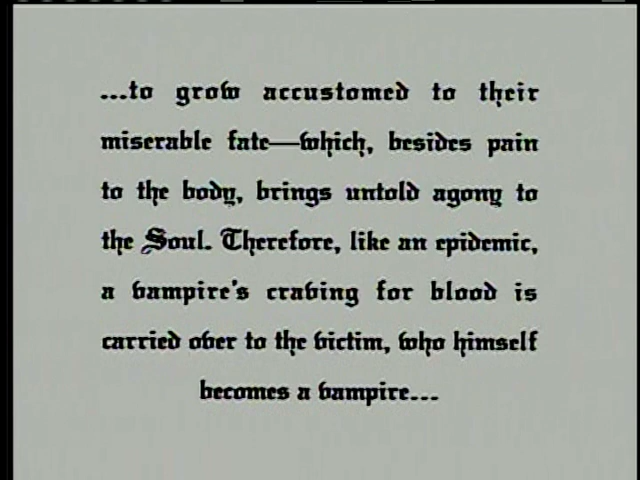 ...to grow accustomed to their
miserable fate—which, besides pain
to the body, brings untold agony to
the Soul. Therefore, like an epidemic,
a vampire's craving for blood is
carried over to the victim, who himself
becomes a vampire...